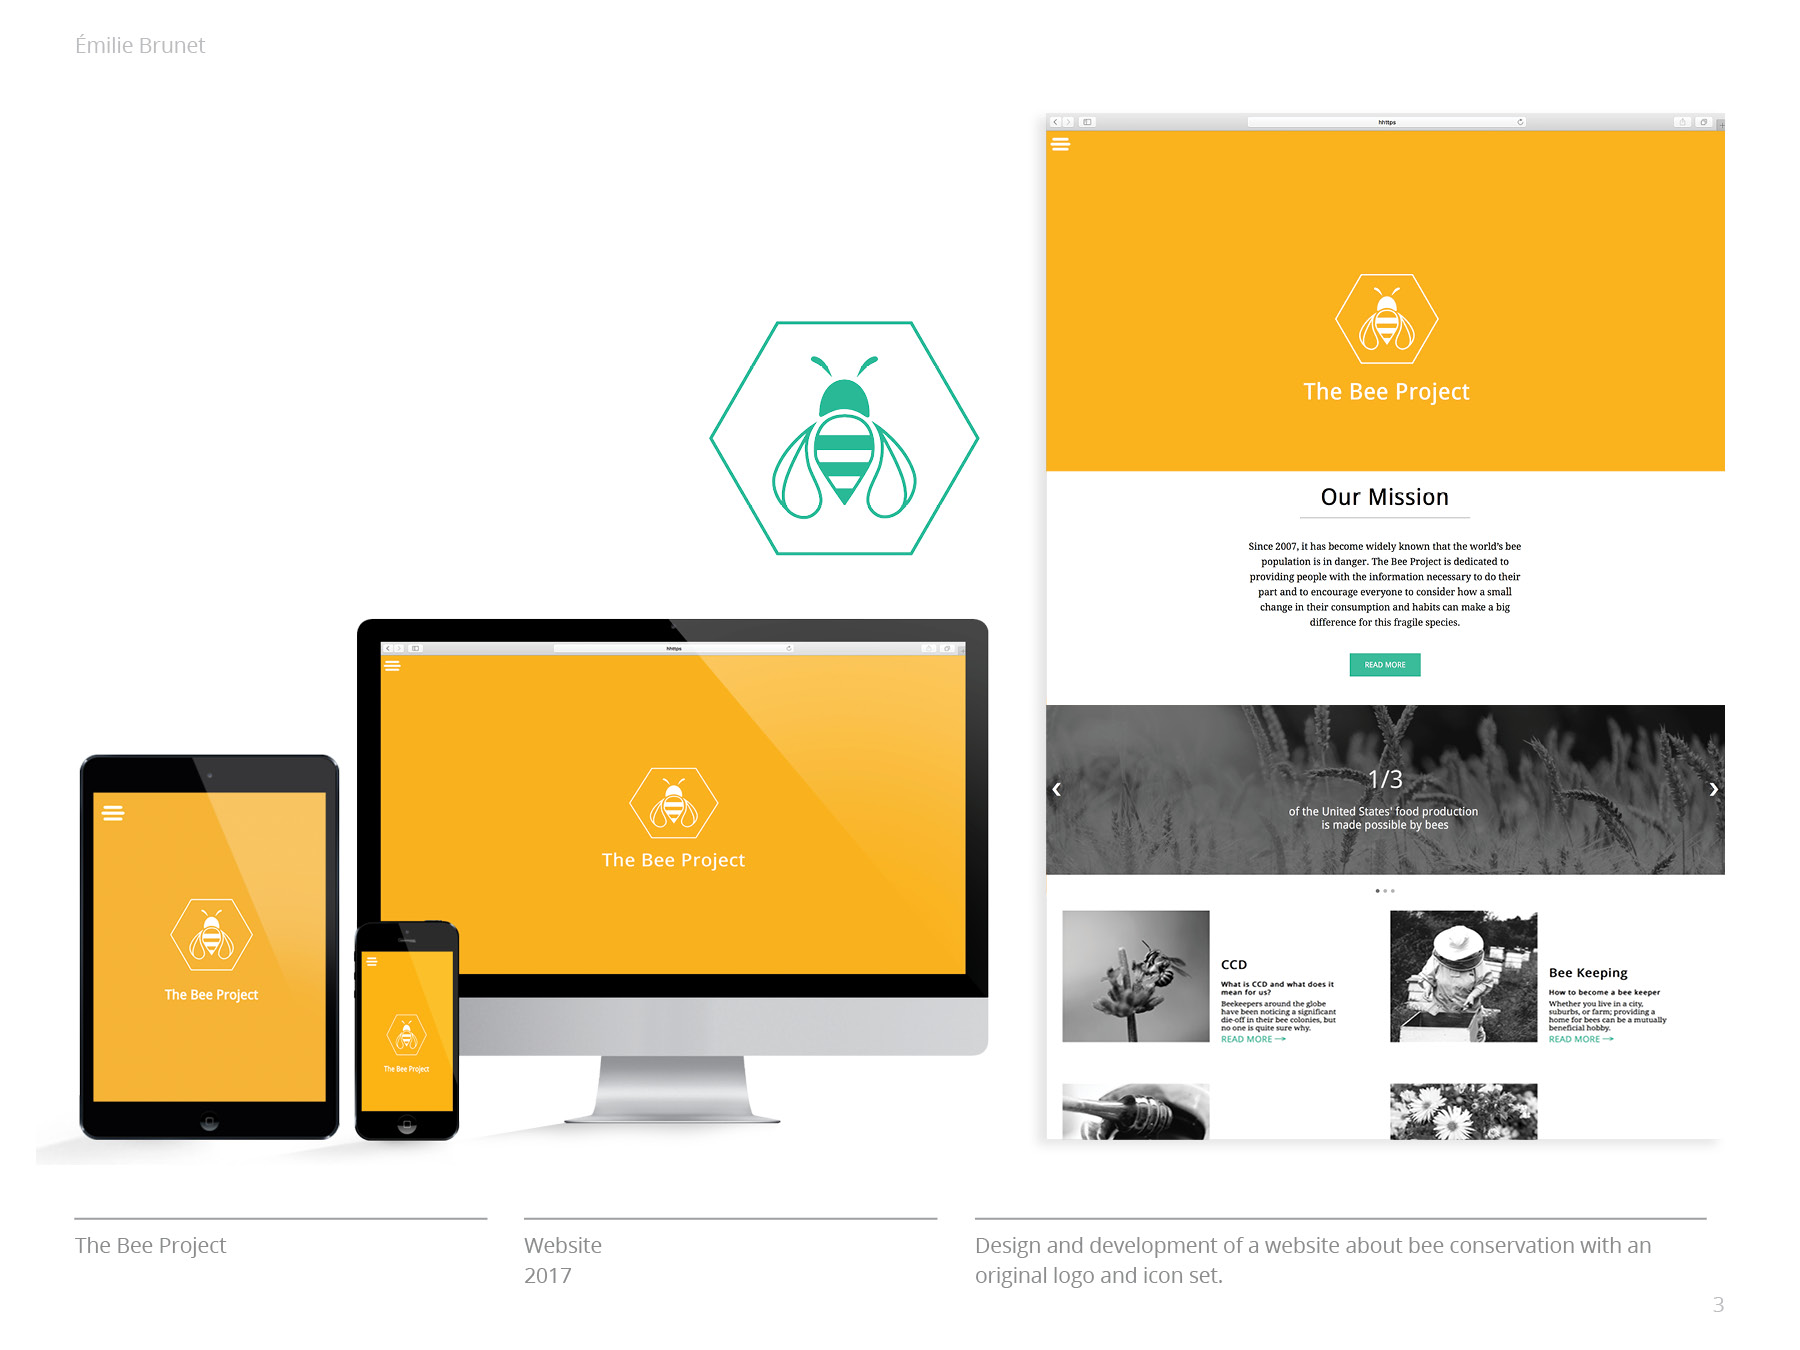 Émilie Brunet
hhttps
The Bee Project
Our Mission
Since 2007, it has become widely known that the world's bee
population is in danger. The Bee Project is dedicated to
providing people with the information necessary to do their
part and to encourage everyone to consider how a small
change in their consumption and habits can make a big
difference for this fragile species.
READ MORE
1/3
of the United States' food production
is made possible by bees
CCD
What is CCD and what does it
mean for us?
Beekeepers around the globe
have been noticing a significant
die-off in their bee colonies, but
no one is quite sure why.
READ MORE
Bee Keeping
How to become a bee keeper
Whether you live in a city,
suburbs, or farm; providing a
home for bees can be a mutually
beneficial hobby.
READ MORE
hhttps
The Bee Project
The Bee Project
The Bee Project
The Bee Project
Website
2017
Design and development of a website about bee conservation with an
original logo and icon set.
3